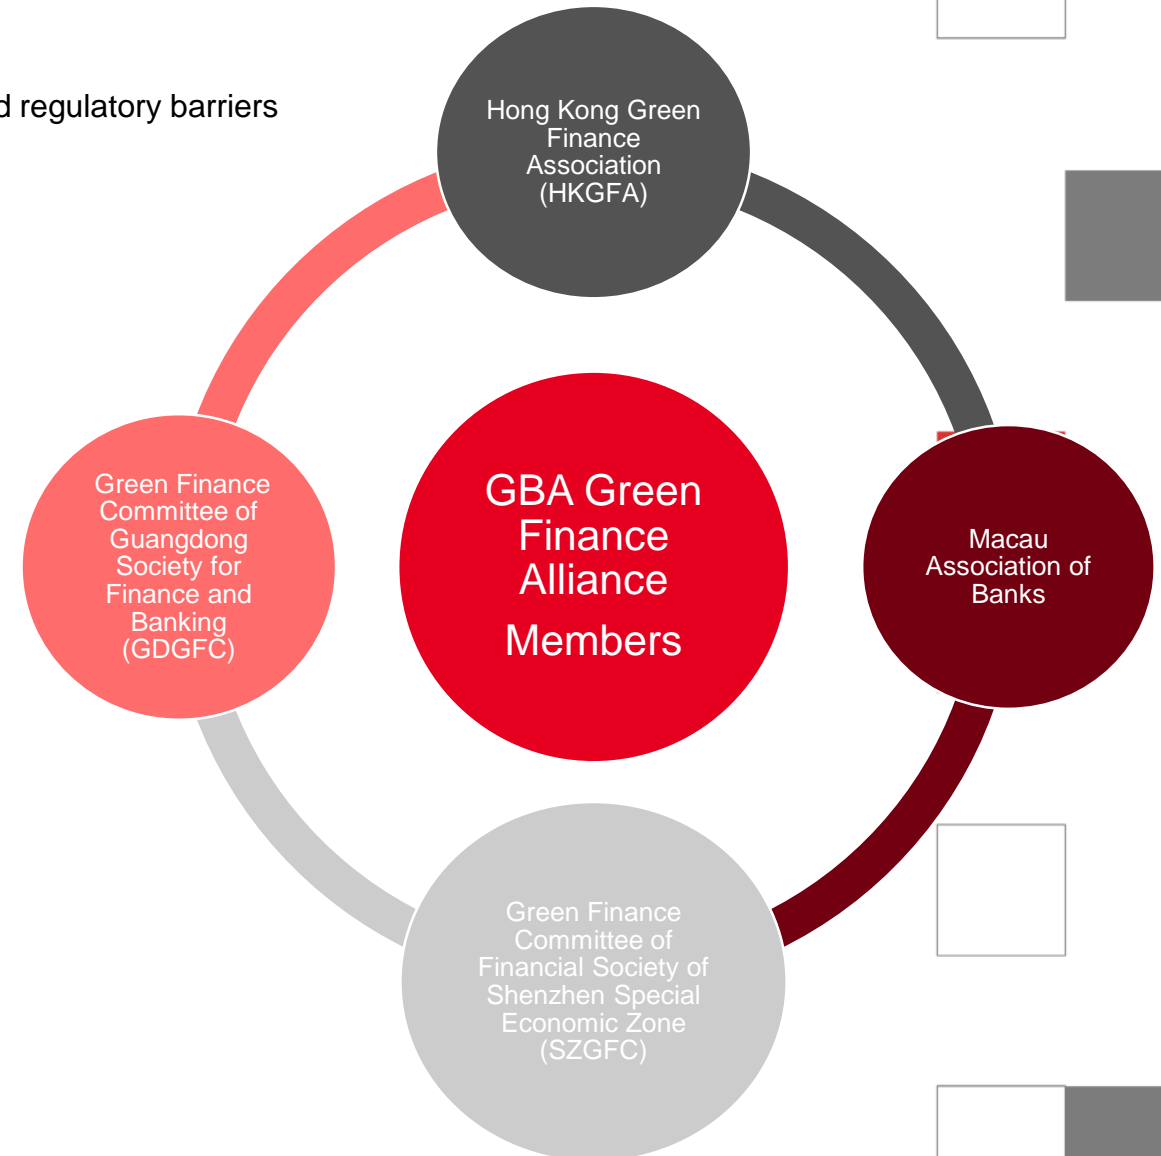 d regulatory barriers
Hong Kong Green
Finance
Association
(HKGFA)
Green Finance
Committee of
Guangdong
Society for
Finance and
Banking
(GDGFC)
GBA Green
Finance
Alliance
Members
Macau
Association of
Banks
Green Finance
Committee of
Financial Society of
Shenzhen Special
Economic Zone
(SZGFC)